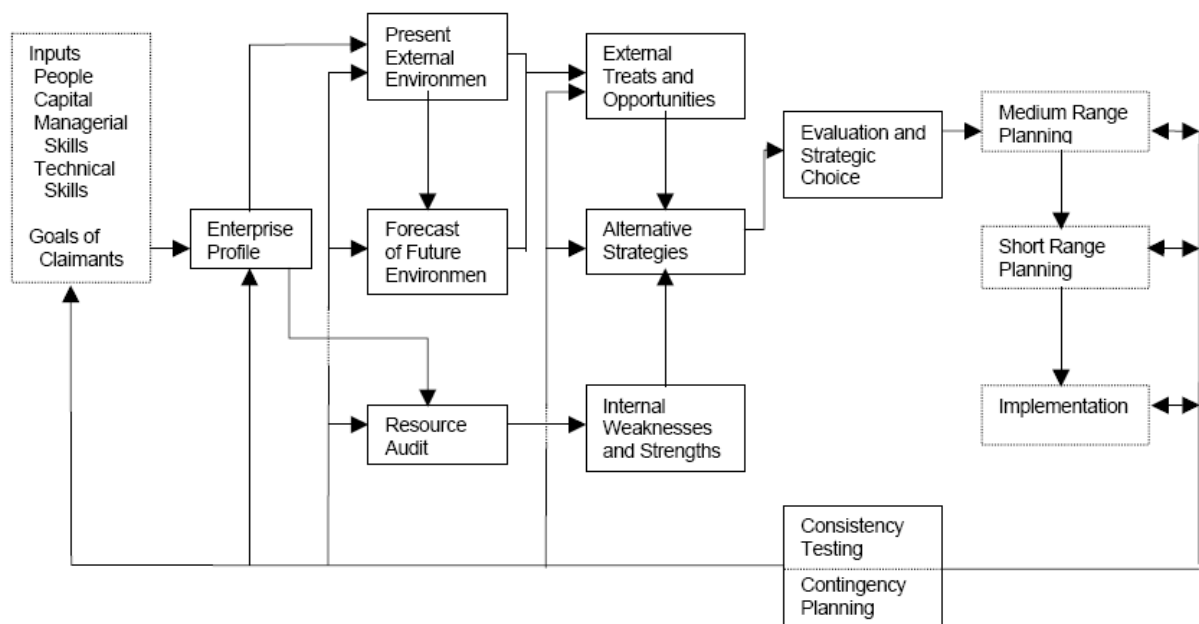 Inputs
People
Capital
Managerial
Skills
Technical
Skills
Goals of
Claimants
Enterprise
Profile
Present
External
Environmen
Forecast
of Future
Environmen
Resource
Audit
External
Treats and
Opportunities
Alternative
Strategies
Internal
Weaknesses
and Strengths
Evaluation and
Strategic
Choice
Medium Range
Planning
Short Range
Planning
Implementation
Consistency
Testing
Contingency
Planning